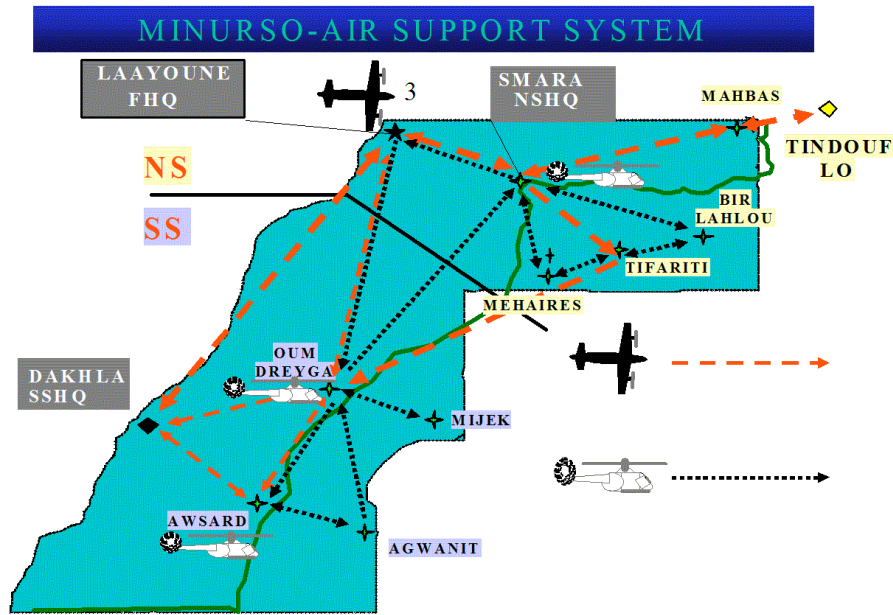 MINURSO-AIR SUPPORT SYSTEM
LAAYOUNE
FHQ
3
SMARA
NSHQ
MAHBAS
TINDOUF
LO
NS
SS
BIR
LAHLOU
TIFARITI
MEHAIRES
OUM
DREYGA
DAKHLA
SSHQ
MIJEK
AWSARD
AGWANIT